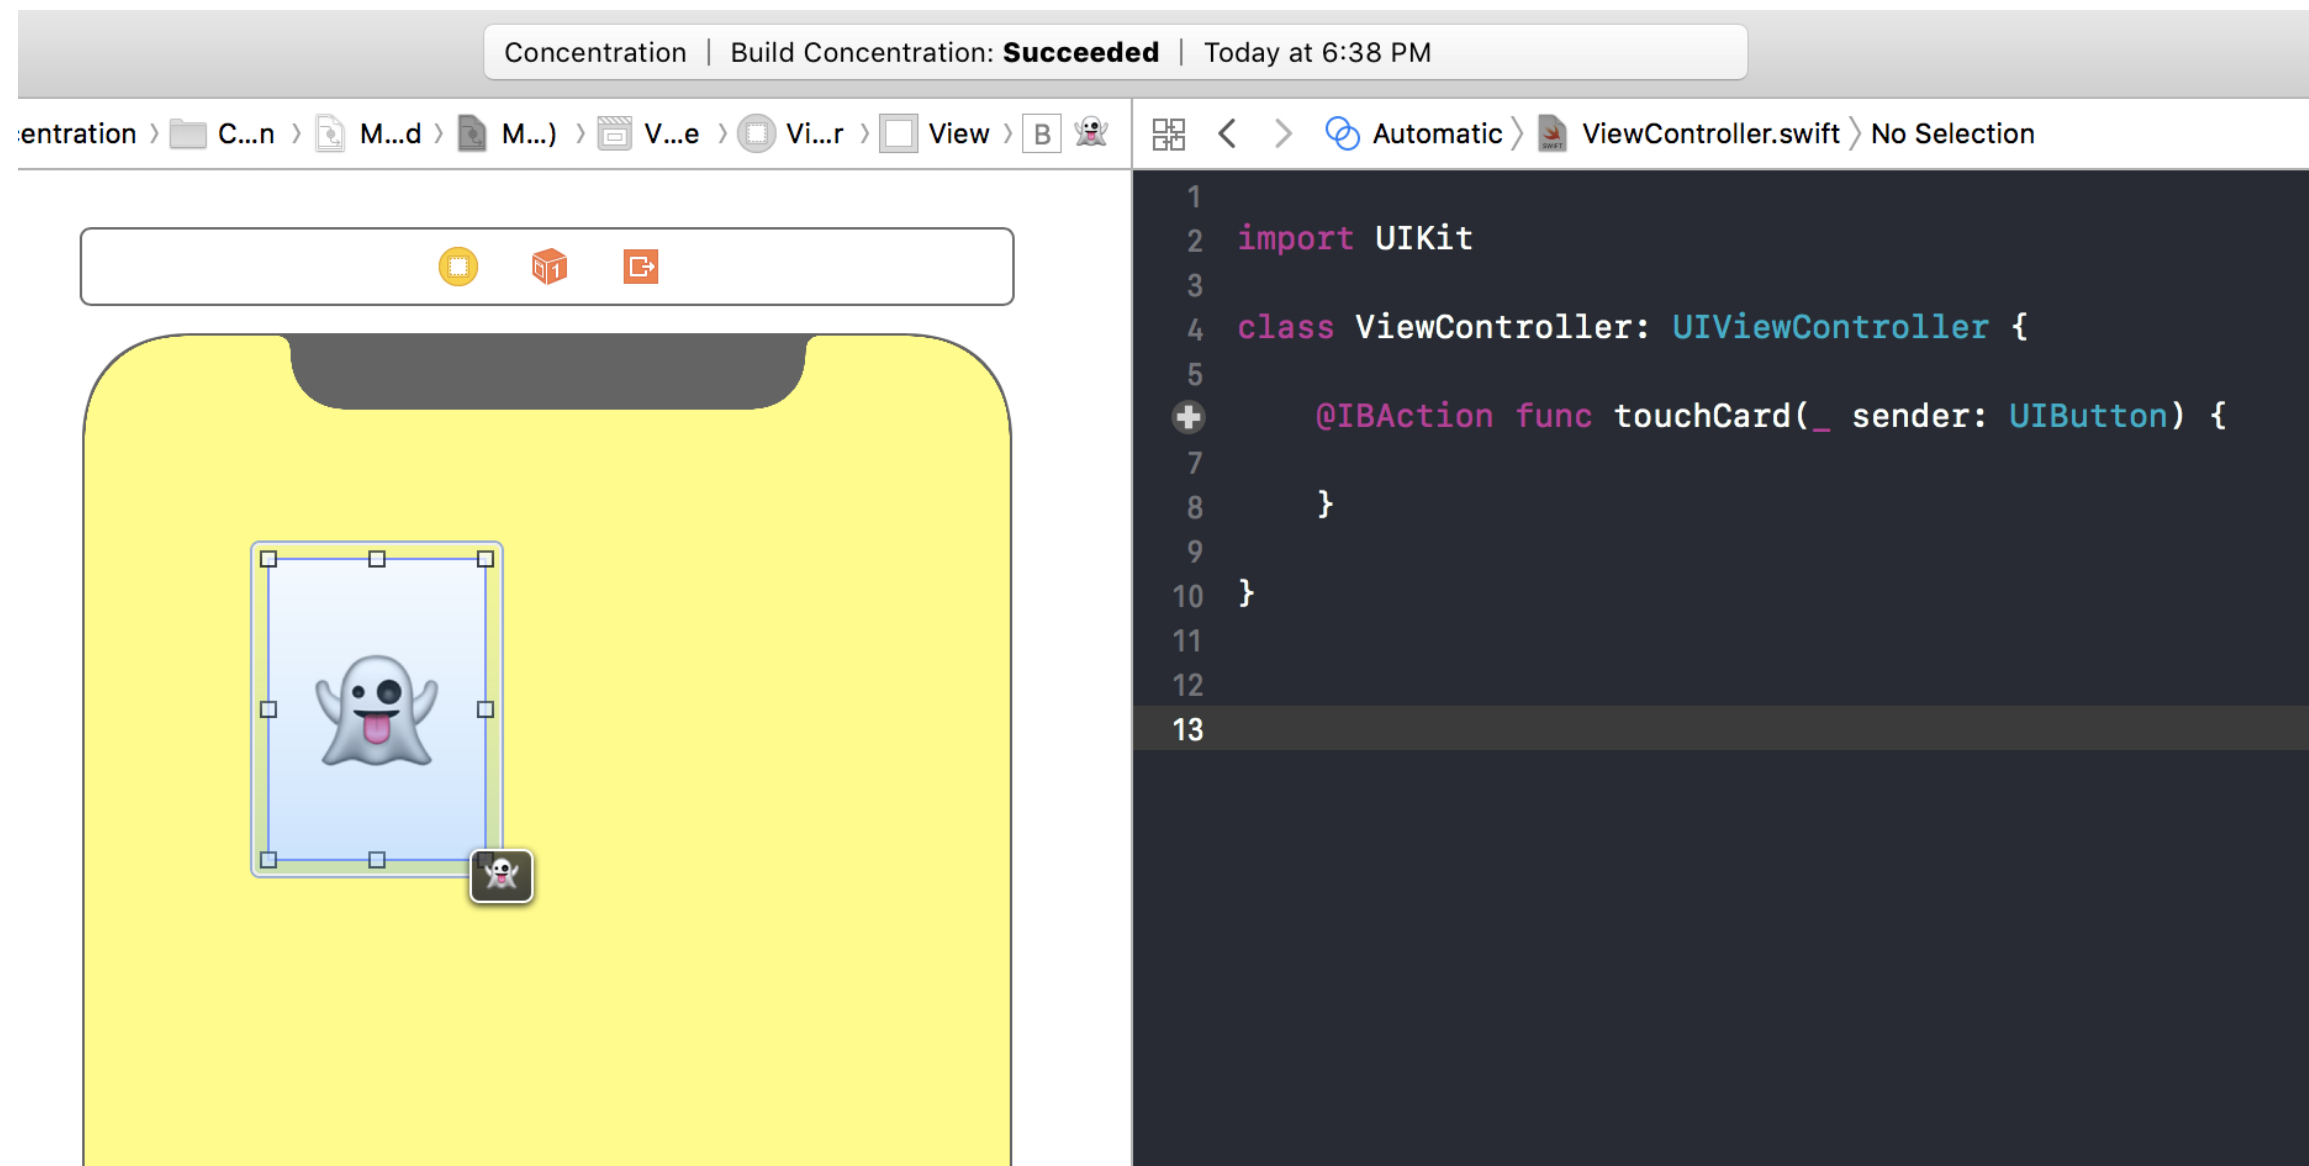 Concentration | Build Concentration: Succeeded | Today at 6:38 PM
entration 〉 C...n 〉 M...d 〉 M...) 〉 V...e 〉 Vi...r 〉 View 〉 B 👻
Automatic 〉 ViewController.swift 〉 No Selection
1
2 import UIKit
3
4 class ViewController: UIViewController {
5
@IBAction func touchCard(_ sender: UIButton) {
7
8 }
9
10 }
11
12
13